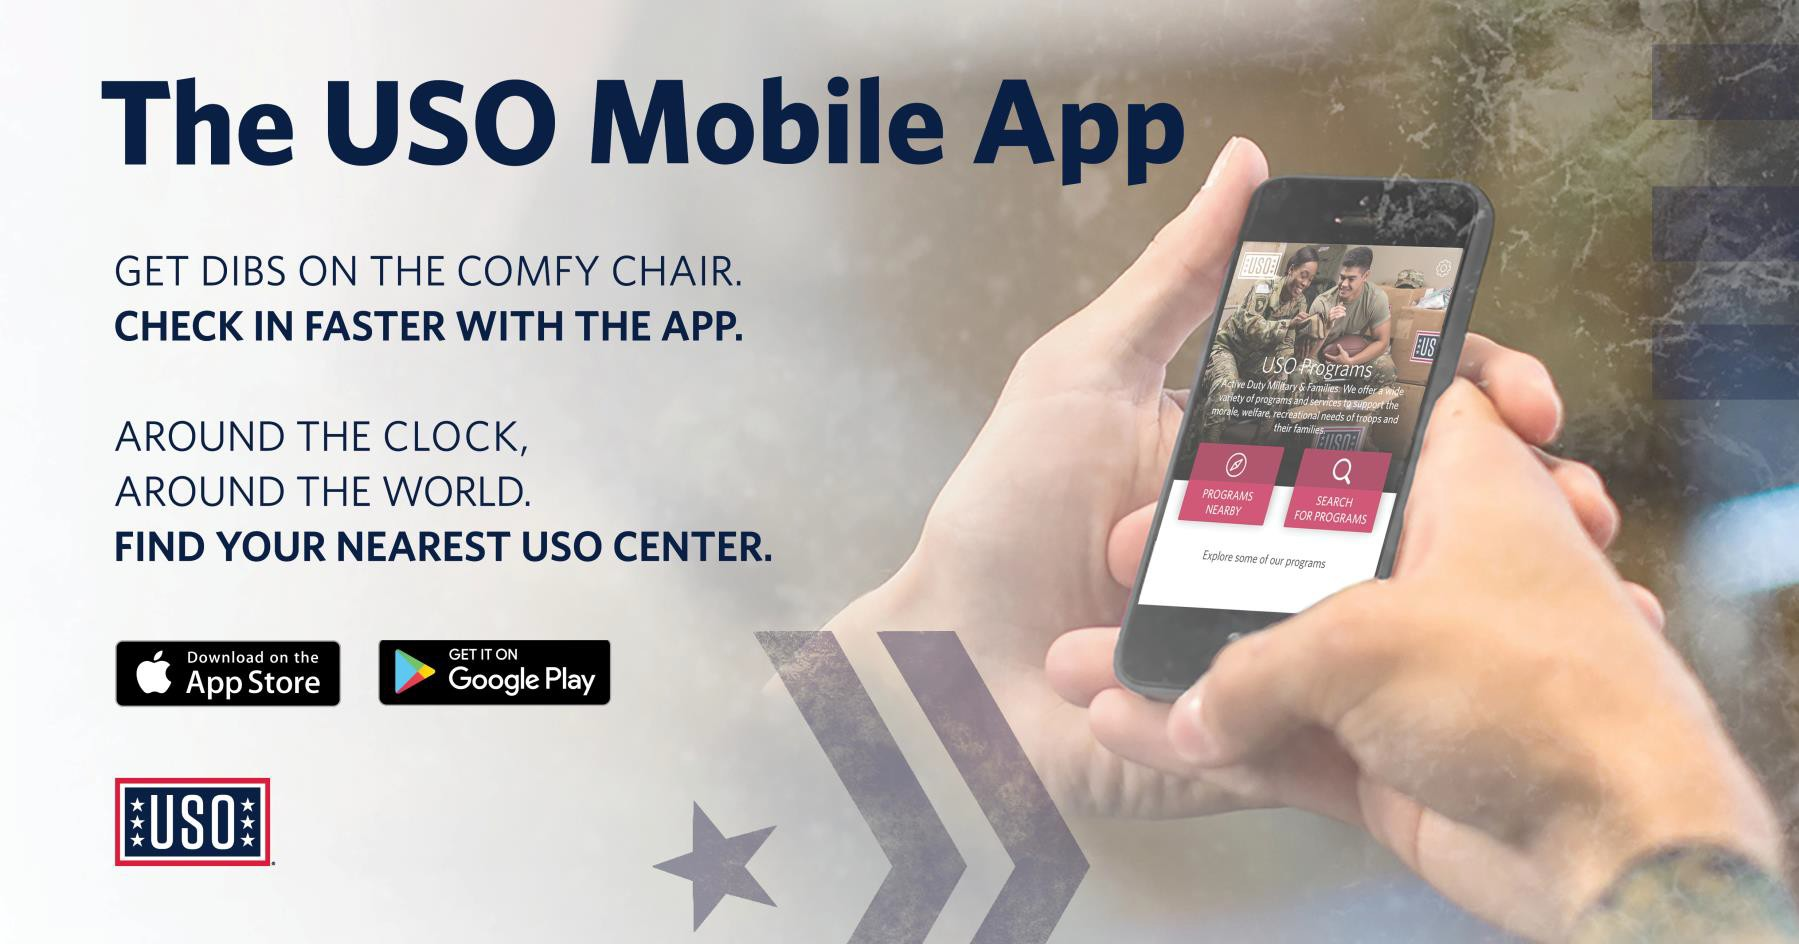 The USO Mobile App
GET DIBS ON THE COMFY CHAIR.
CHECK IN FASTER WITH THE APP.
AROUND THE CLOCK,
AROUND THE WORLD.
FIND YOUR NEAREST USO CENTER.
Download on the
App Store
GET IT ON
Google Play
USO
USO
US
USO Programs
Active Duty Military & Families: We offer a wide
variety of programs and services to support the
morale, welfare, recreational needs of troops and
their families.
USO
PROGRAMS
NEARBY
SEARCH
FOR PROGRAMS
Explore some of our programs